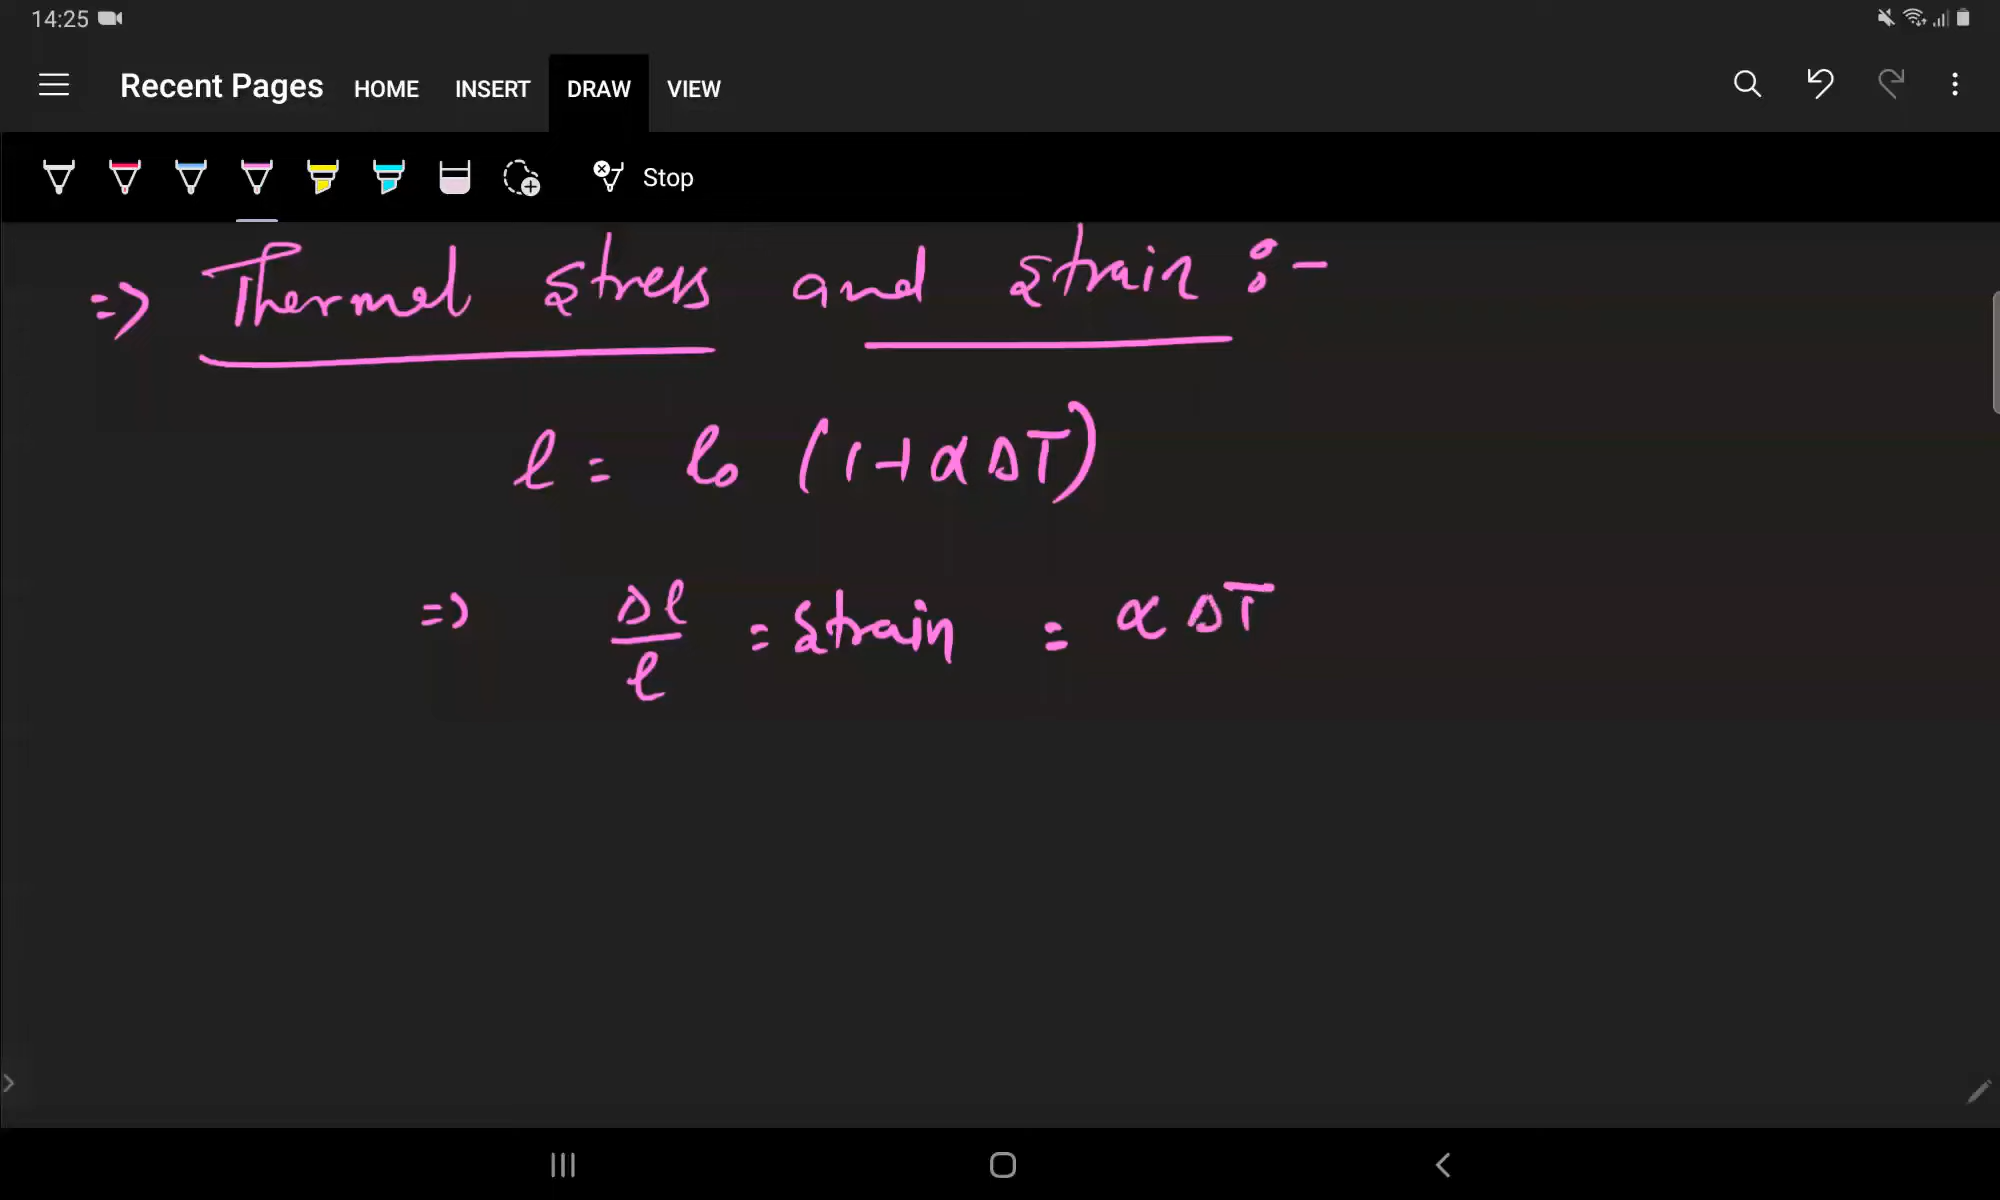 14:25
Recent Pages HOME INSERT DRAW VIEW
Stop
=> Thermal stress and strain :-
l = l₀ (1+αΔT)
=> Δl/l = strain = αΔT